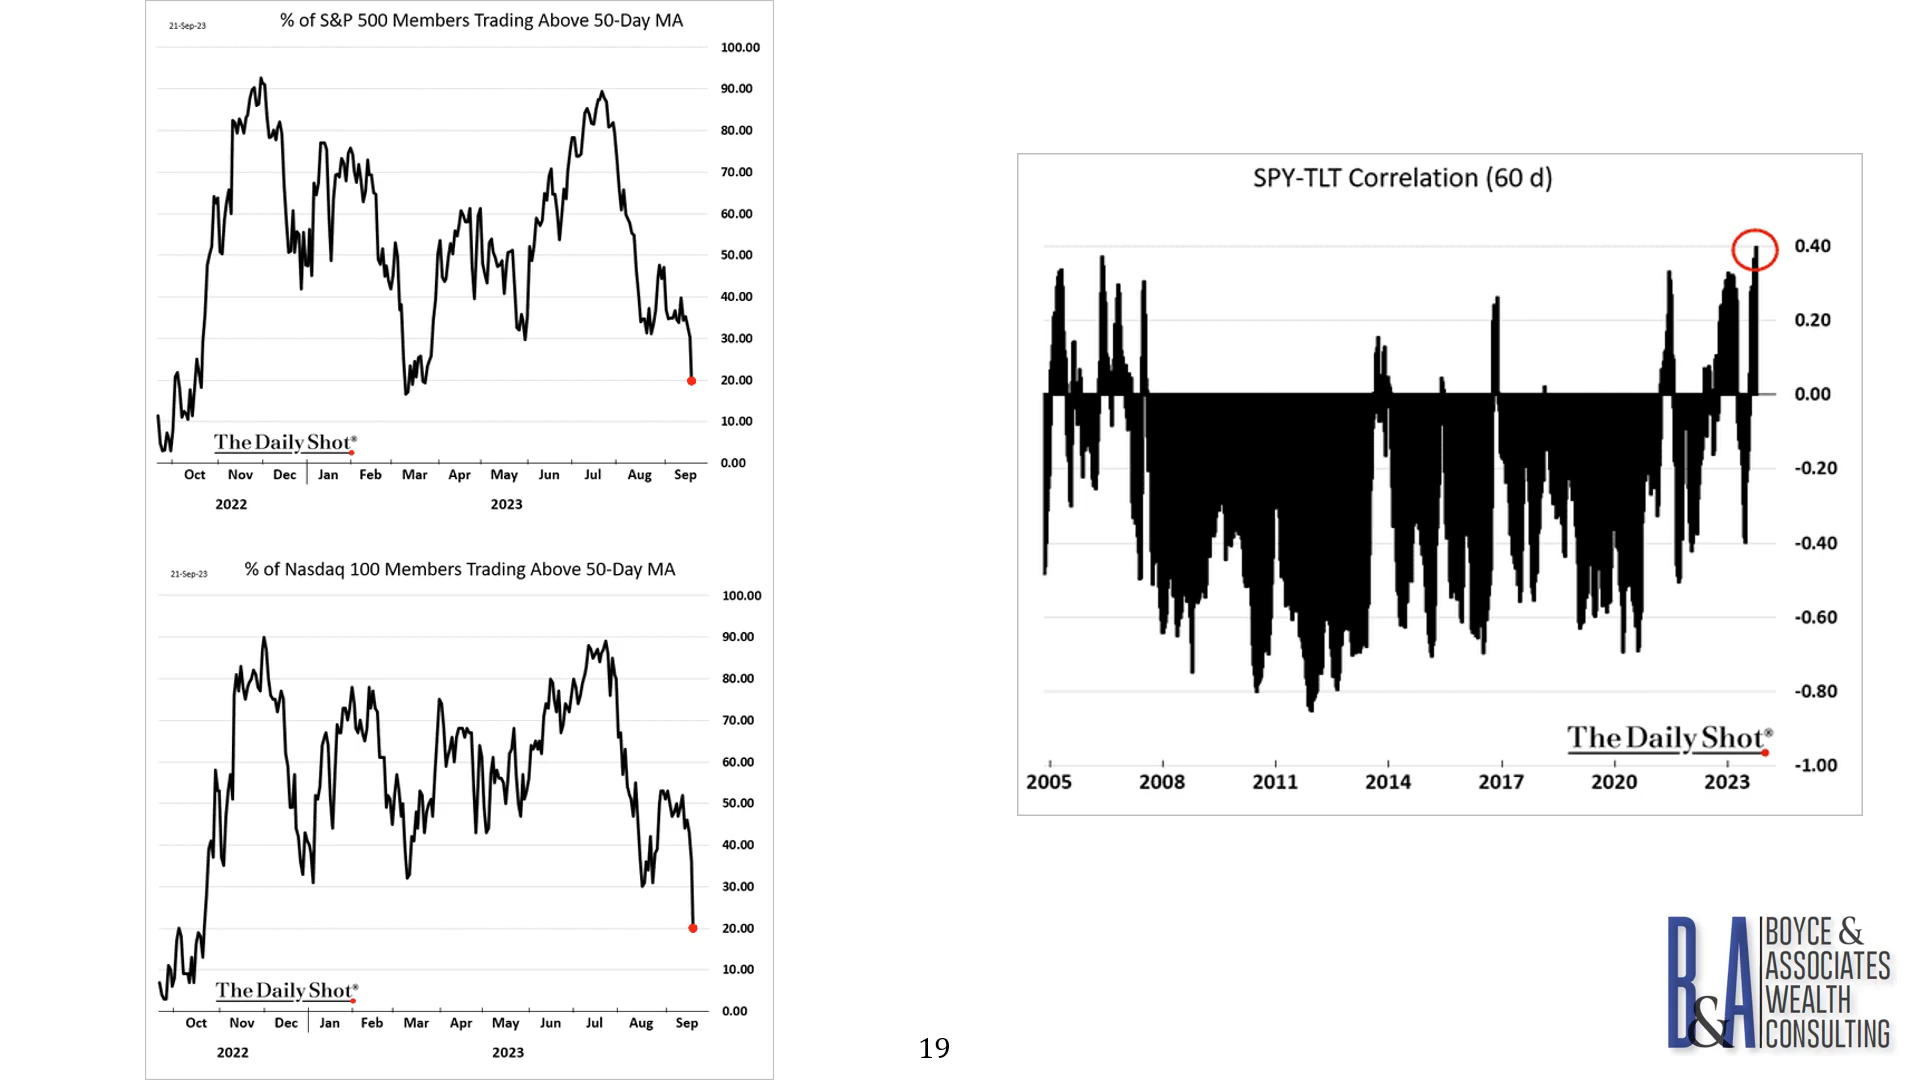 21-Sep-23
% of S&P 500 Members Trading Above 50-Day MA
100.00
90.00
80.00
70.00
60.00
50.00
40.00
30.00
20.00
10.00
0.00
The Daily Shot®
Oct Nov Dec Jan Feb Mar Apr May Jun Jul Aug Sep
2022 2023
21-Sep-23
% of Nasdaq 100 Members Trading Above 50-Day MA
100.00
90.00
80.00
70.00
60.00
50.00
40.00
30.00
20.00
10.00
0.00
The Daily Shot®
Oct Nov Dec Jan Feb Mar Apr May Jun Jul Aug Sep
2022 2023
SPY-TLT Correlation (60 d)
0.40
0.20
0.00
-0.20
-0.40
-0.60
-0.80
-1.00
The Daily Shot®
2005 2008 2011 2014 2017 2020 2023
19
B&A
BOYCE &
ASSOCIATES
WEALTH
CONSULTING